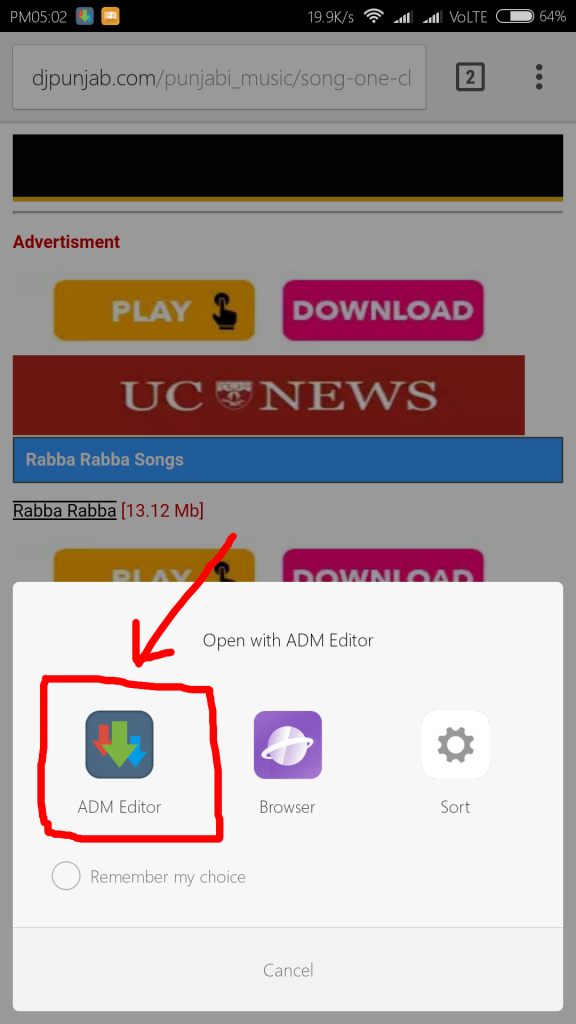 PM05:02 19.9K/s VoLTE 64%
djpunjab.com/punjabi_music/song-one-cl
2
Advertisment
PLAY DOWNLOAD
UC NEWS
Rabba Rabba Songs
Rabba Rabba [13.12 Mb]
PLAY DOWNLOAD
Open with ADM Editor
ADM Editor Browser Sort
Remember my choice
Cancel